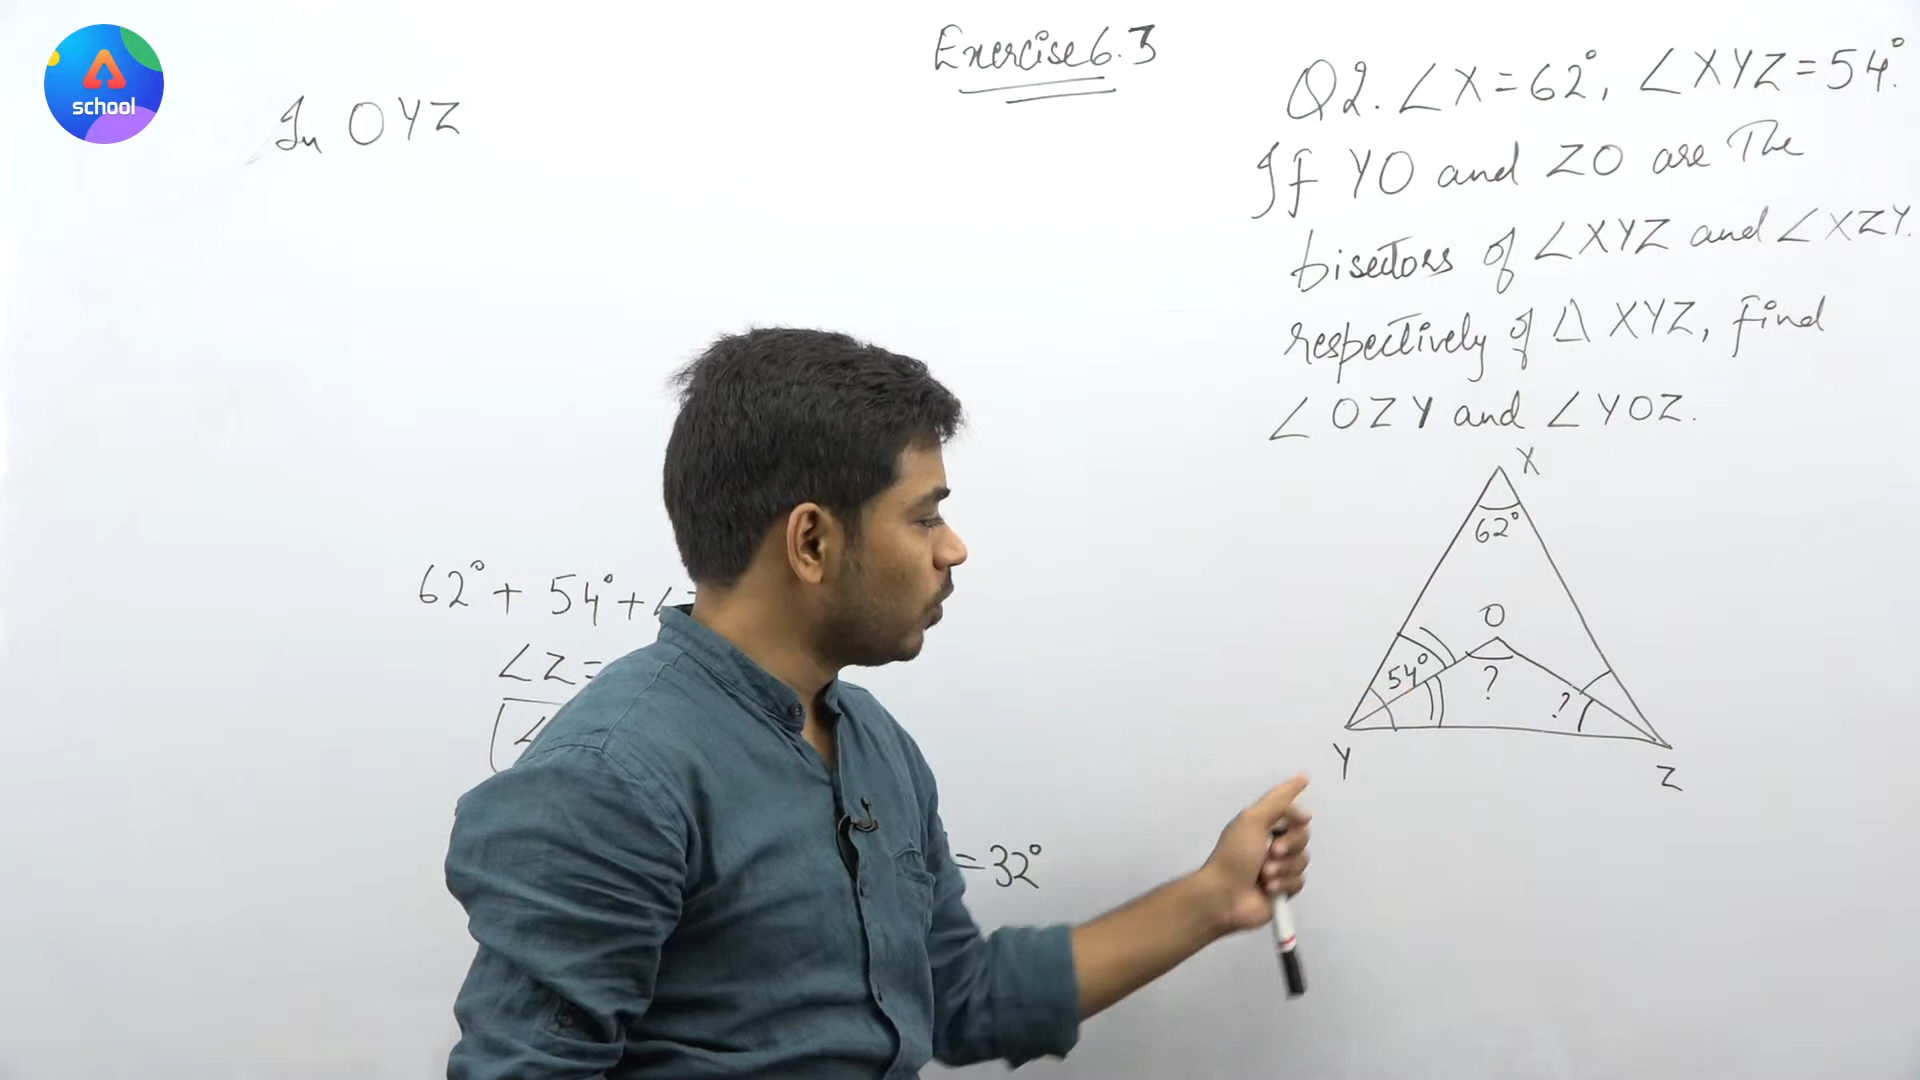 school
Exercise 6.3
In OYZ
Q2. ∠X = 62°, ∠XYZ = 54°.
If YO and ZO are the
bisectors of ∠XYZ and ∠XZY.
respectively of Δ XYZ, find
∠OZY and ∠YOZ.
X
62°
O
54°
?
?
Y
Z
62° + 54° +
∠Z =
= 32°